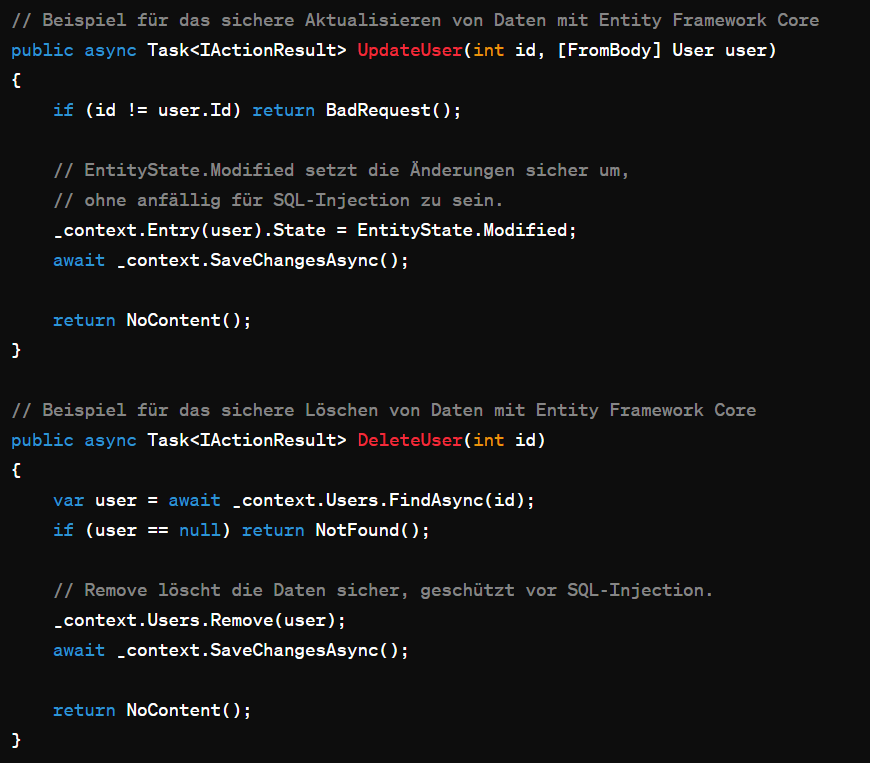 // Beispiel für das sichere Aktualisieren von Daten mit Entity Framework Core
public async Task<IActionResult> UpdateUser(int id, [FromBody] User user)
{
    if (id != user.Id) return BadRequest();

    // EntityState.Modified setzt die Änderungen sicher um,
    // ohne anfällig für SQL-Injection zu sein.
    _context.Entry(user).State = EntityState.Modified;
    await _context.SaveChangesAsync();

    return NoContent();
}

// Beispiel für das sichere Löschen von Daten mit Entity Framework Core
public async Task<IActionResult> DeleteUser(int id)
{
    var user = await _context.Users.FindAsync(id);
    if (user == null) return NotFound();

    // Remove löscht die Daten sicher, geschützt vor SQL-Injection.
    _context.Users.Remove(user);
    await _context.SaveChangesAsync();

    return NoContent();
}